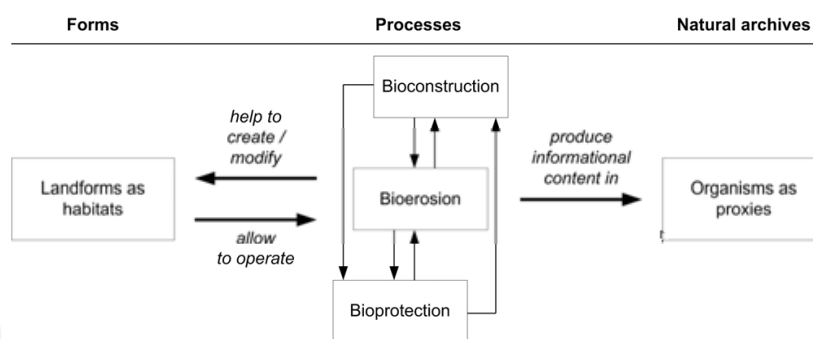 Forms
Processes
Natural archives
Bioconstruction
help to
create /
modify
produce
informational
content in
Landforms as
habitats
Bioerosion
Organisms as
proxies
allow
to operate
Bioprotection